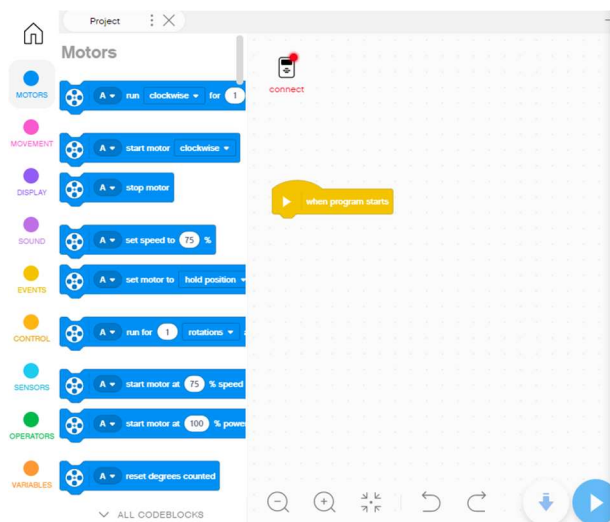 Project
Motors
MOTORS
A run clockwise for 1
connect
MOVEMENT
A start motor clockwise
DISPLAY
A stop motor
when program starts
SOUND
A set speed to 75 %
EVENTS
A set motor to hold position
CONTROL
A run for 1 rotations
SENSORS
A start motor at 75 % speed
OPERATORS
A start motor at 100 % powe
VARIABLES
A reset degrees counted
ALL CODEBLOCKS